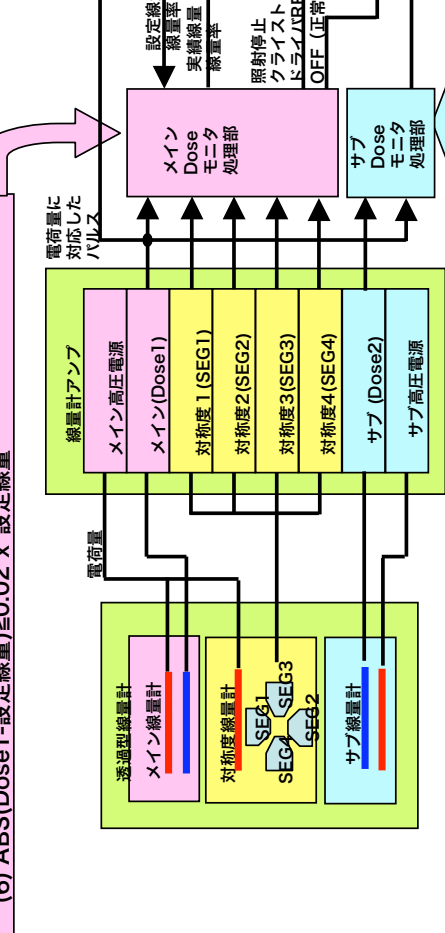 (6) ABS(Dose1-設定線量)≧0.02 x 設定線量
設定線
線量率
実績線量
線量率
照射停止
クライスト
ドライバRF
OFF（正常
メイン
Dose
モニタ
処理部
サブ
Dose
モニタ
処理部
電荷量に
対応した
パルス
線量計アンプ
メイン高圧電源
メイン(Dose1)
対称度１(SEG1)
対称度2(SEG2)
対称度3(SEG3)
対称度4(SEG4)
サブ (Dose2)
サブ高圧電源
電荷量
透過型線量計
メイン線量計
対称度線量計
SEG1
SEG3
SEG4
SEG2
サブ線量計